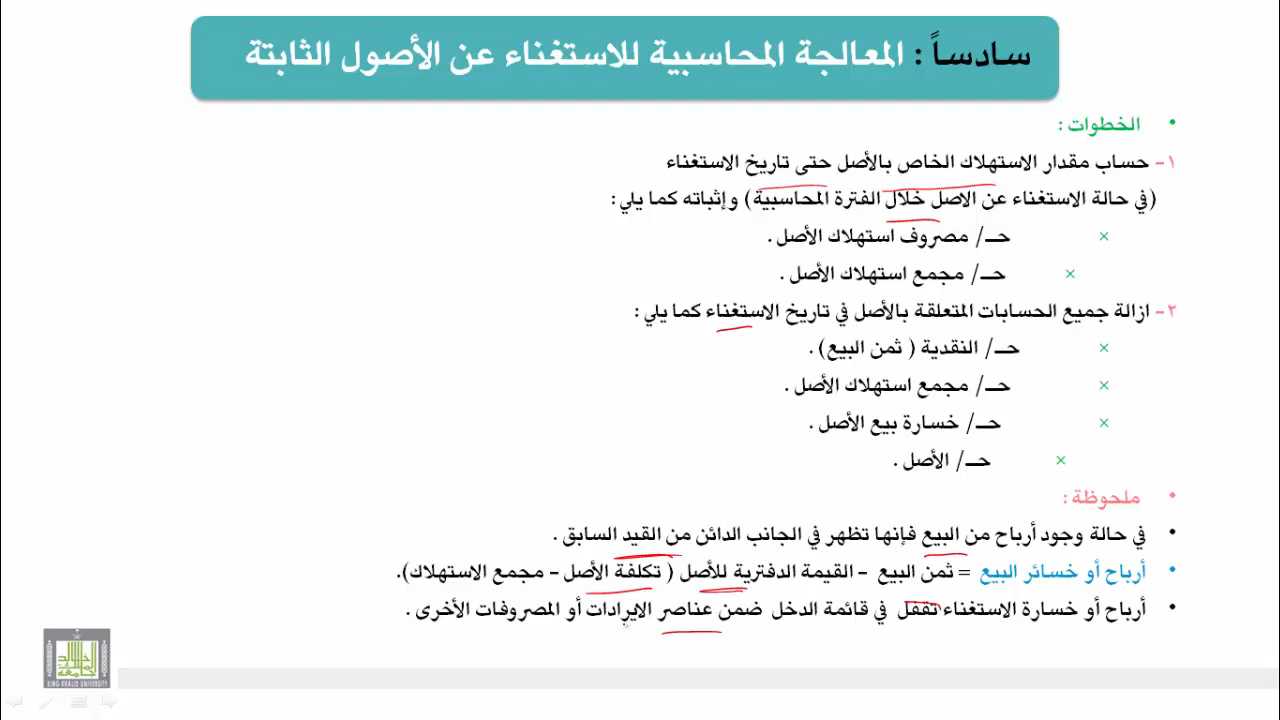 سادساً : المعالجة المحاسبية للاستغناء عن الأصول الثابتة
• الخطوات :
١- حساب مقدار الاستهلاك الخاص بالأصل حتى تاريخ الاستغناء
(في حالة الاستغناء عن الاصل خلال الفترة المحاسبية) وإثباته كما يلي :
× حـ/ مصروف استهلاك الأصل .
× حـ/ مجمع استهلاك الأصل .
٢- ازالة جميع الحسابات المتعلقة بالأصل في تاريخ الاستغناء كما يلي :
× حـ/ النقدية ( ثمن البيع) .
× حـ/ مجمع استهلاك الأصل .
× حـ/ خسارة بيع الأصل .
× حـ/ الأصل .
• ملحوظة :
• في حالة وجود أرباح من البيع فإنها تظهر في الجانب الدائن من القيد السابق .
• أرباح أو خسائر البيع = ثمن البيع - القيمة الدفترية للأصل ( تكلفة الأصل - مجمع الاستهلاك).
• أرباح أو خسارة الاستغناء تقفل في قائمة الدخل ضمن عناصر الايرادات أو المصروفات الأخرى .
KING KHALID UNIVERSITY